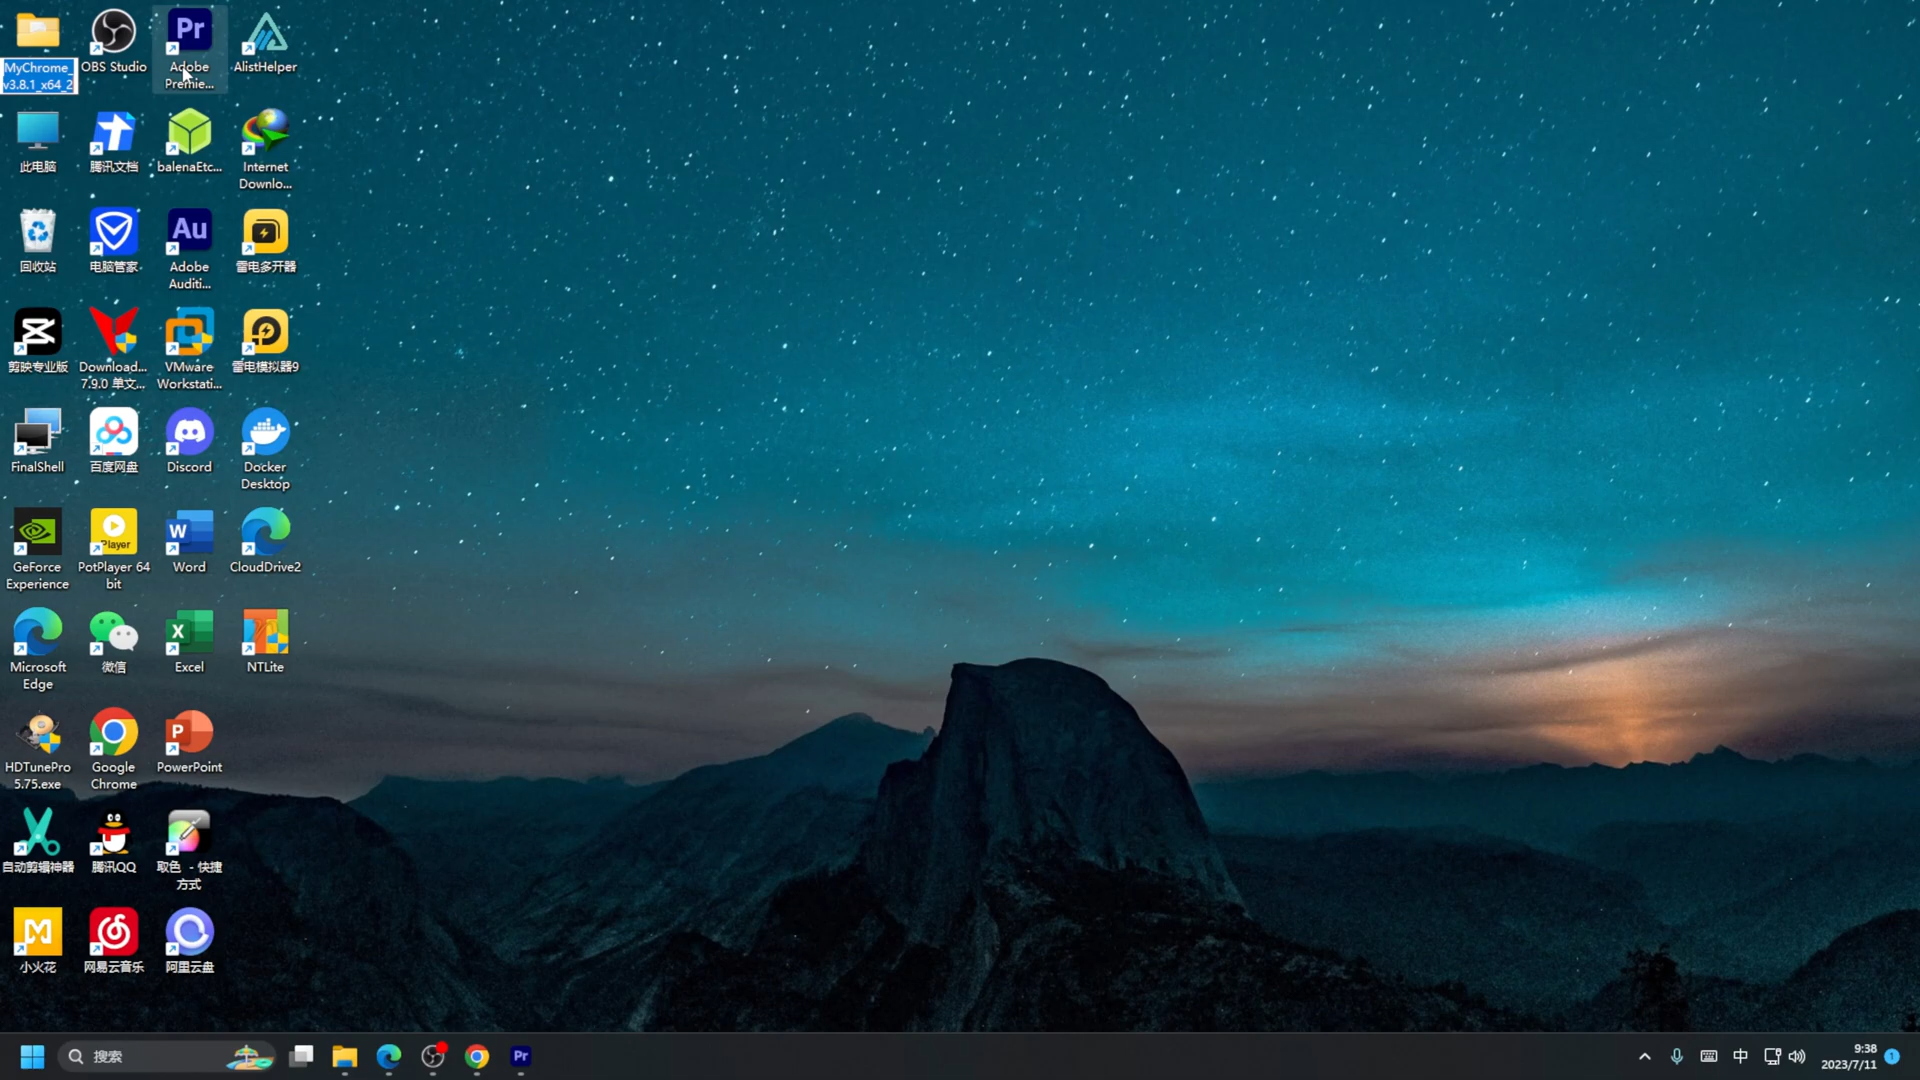 MyChrome_
v3.8.1_x64_2
OBS Studio
Adobe
Premie...
AlistHelper
此电脑
腾讯文档
balenaEtc...
Internet
Downlo...
回收站
电脑管家
Au
Adobe
Auditi...
雷电多开器
剪映专业版
Download...
7.9.0 单文...
VMware
Workstati...
雷电模拟器9
FinalShell
百度网盘
Discord
Docker
Desktop
GeForce
Experience
Player
PotPlayer 64
bit
W
Word
CloudDrive2
Microsoft
Edge
微信
X
Excel
NTLite
HDTunePro
5.75.exe
Google
Chrome
P
PowerPoint
自动剪辑神器
腾讯QQ
取色 - 快捷
方式
小火花
网易云音乐
阿里云盘
Pr
搜索
Pr
中
9:38
2023/7/11
1